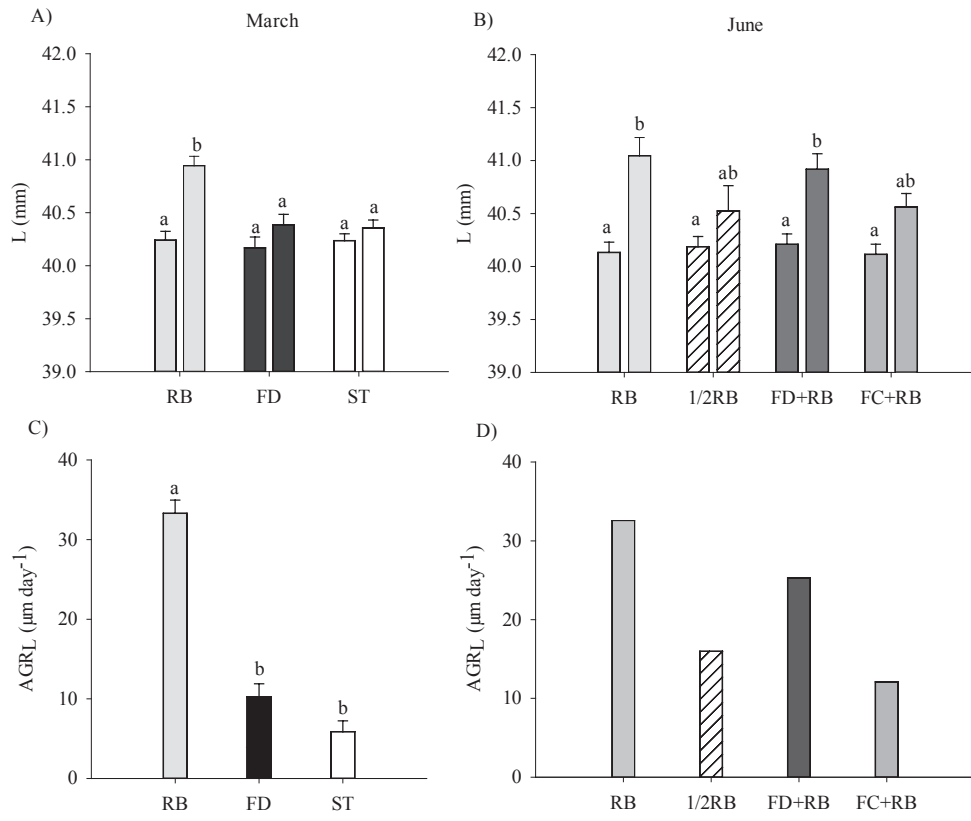 A)
March
42.0
41.5
41.0
40.5
40.0
39.5
39.0
L (mm)
a b a a a a
RB FD ST
B)
June
42.0
41.5
41.0
40.5
40.0
39.5
39.0
L (mm)
a b a ab a b a ab
RB 1/2RB FD+RB FC+RB
C)
40
30
20
10
0
AGRL (µm day-1)
a b b
RB FD ST
D)
40
30
20
10
0
AGRL (µm day-1)
RB 1/2RB FD+RB FC+RB